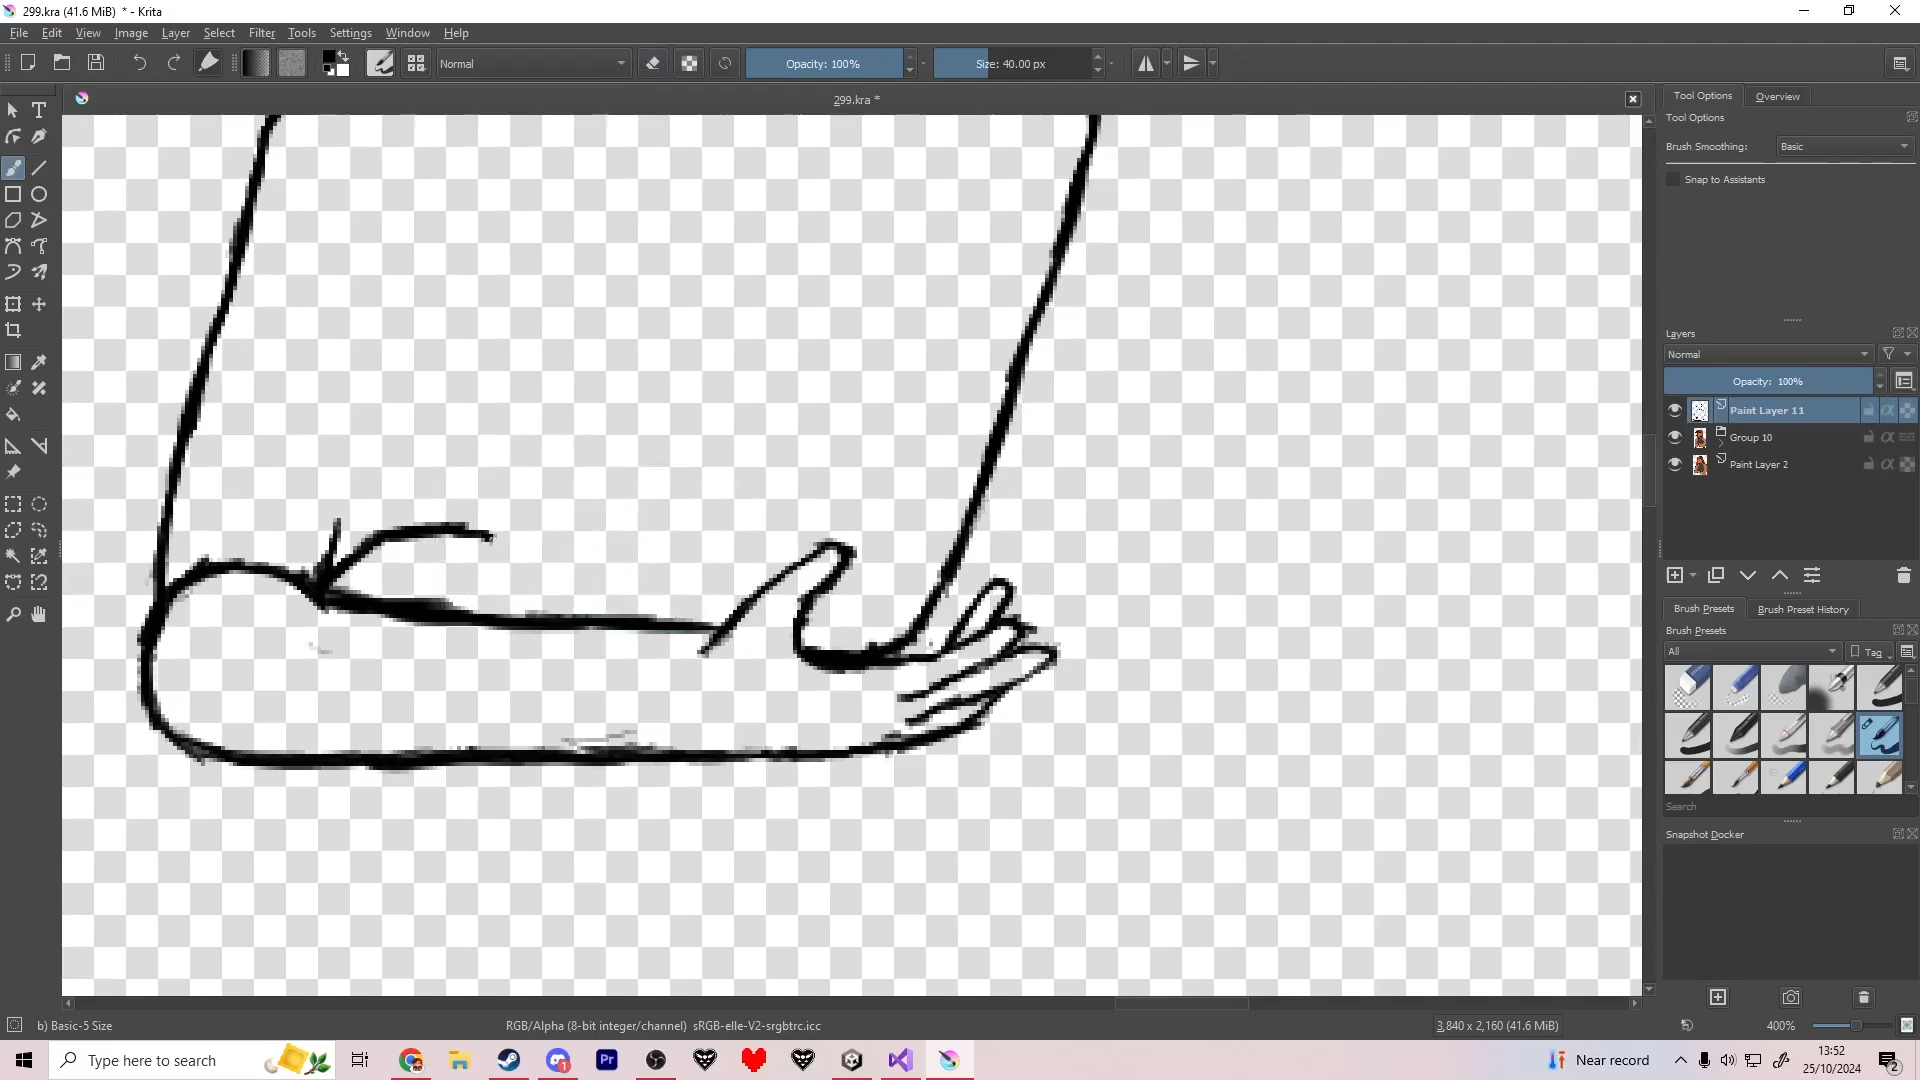 299.kra (41.6 MiB) * - Krita
File Edit View Image Layer Select Filter Tools Settings Window Help
Normal
Opacity: 100%
Size: 40.00 px
299.kra *
Tool Options Overview
Tool Options
Brush Smoothing: Basic
Snap to Assistants
Layers
Normal
Opacity: 100%
Paint Layer 11
Group 10
Paint Layer 2
Brush Presets Brush Preset History
Brush Presets
All Tag
Search
Snapshot Docker
b) Basic-5 Size
RGB/Alpha (8-bit integer/channel) sRGB-elle-V2-srgbtrc.icc
3,840 x 2,160 (41.6 MiB)
400%
Type here to search
1
Pr
Near record
13:52
25/10/2024
2